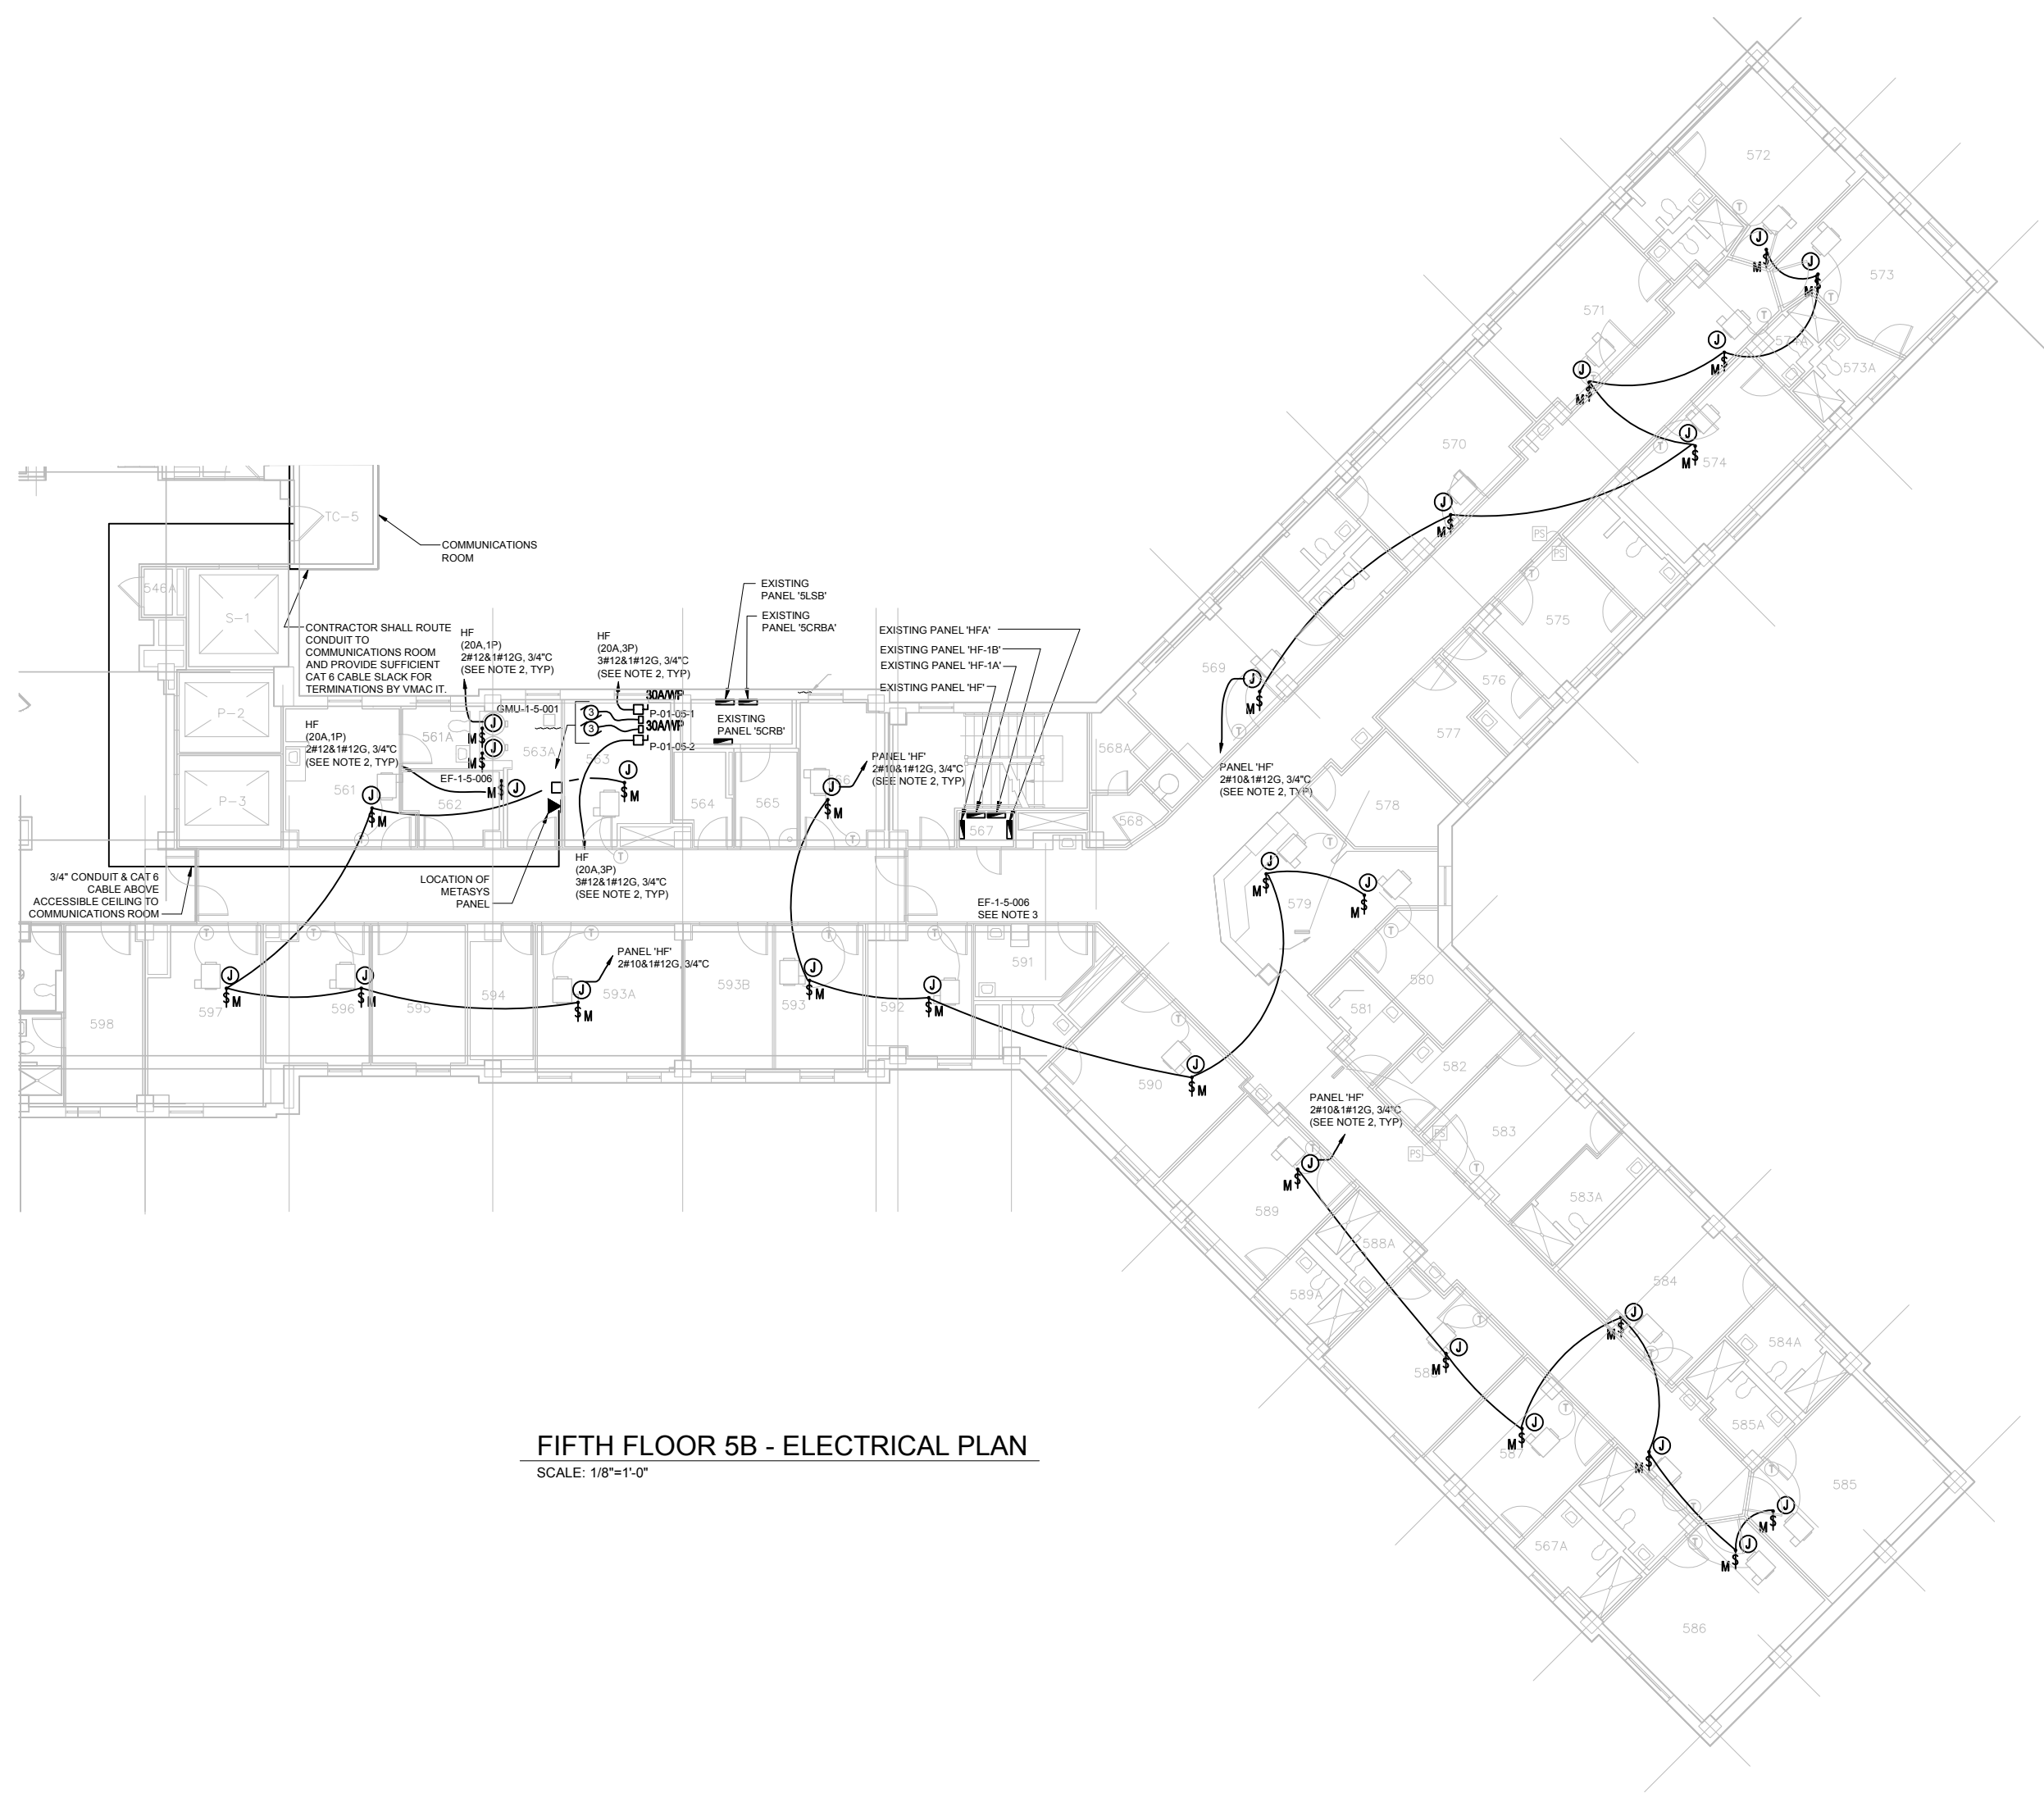 572
573
571
574A
573A
570
574
TC-5
COMMUNICATIONS
ROOM
PS
PS
546A
S-1
575
EXISTING
PANEL '5LSB'
EXISTING
PANEL '5CRBA'
CONTRACTOR SHALL ROUTE
CONDUIT TO
COMMUNICATIONS ROOM
AND PROVIDE SUFFICIENT
CAT 6 CABLE SLACK FOR
TERMINATIONS BY VMAC IT.
HF
(20A,1P)
2#12&1#12G, 3/4"C
(SEE NOTE 2, TYP)
HF
(20A,3P)
3#12&1#12G, 3/4"C
(SEE NOTE 2, TYP)
EXISTING PANEL 'HFA'
EXISTING PANEL 'HF-1B'
EXISTING PANEL 'HF-1A'
EXISTING PANEL 'HF'
569
576
P-2
GMU-1-5-001
30A/WP
P-01-05-1
30A/WP
P-01-05-2
3
3
EXISTING
PANEL '5CRB'
HF
(20A,1P)
2#12&1#12G, 3/4"C
(SEE NOTE 2, TYP)
561A
563A
563
577
568A
P-3
561
EF-1-5-006
562
564
565
566
PANEL 'HF'
2#10&1#12G, 3/4"C
(SEE NOTE 2, TYP)
PANEL 'HF'
2#10&1#12G, 3/4"C
(SEE NOTE 2, TYP)
578
567
568
3/4" CONDUIT & CAT 6
CABLE ABOVE
ACCESSIBLE CEILING TO
COMMUNICATIONS ROOM
LOCATION OF
METASYS
PANEL
HF
(20A,3P)
3#12&1#12G, 3/4"C
(SEE NOTE 2, TYP)
EF-1-5-006
SEE NOTE 3
579
PANEL 'HF'
2#10&1#12G, 3/4"C
598
597
596
595
594
593A
593B
593
592
591
580
581
582
590
PANEL 'HF'
2#10&1#12G, 3/4"C
(SEE NOTE 2, TYP)
PS
PS
583
583A
589
588A
589A
584
584A
585A
587
585
567A
586
FIFTH FLOOR 5B - ELECTRICAL PLAN
SCALE: 1/8"=1'-0"